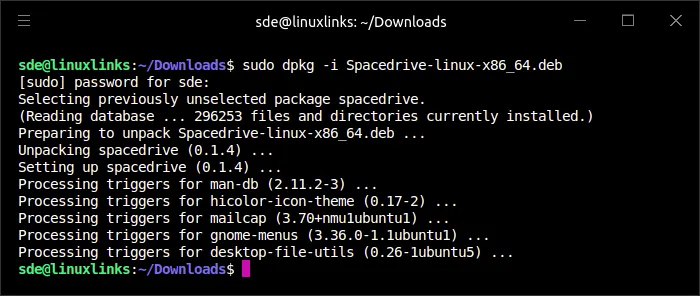 sde@linuxlinks: ~/Downloads
sde@linuxlinks:~/Downloads$ sudo dpkg -i Spacedrive-linux-x86_64.deb
[sudo] password for sde:
Selecting previously unselected package spacedrive.
(Reading database ... 296253 files and directories currently installed.)
Preparing to unpack Spacedrive-linux-x86_64.deb ...
Unpacking spacedrive (0.1.4) ...
Setting up spacedrive (0.1.4) ...
Processing triggers for man-db (2.11.2-3) ...
Processing triggers for hicolor-icon-theme (0.17-2) ...
Processing triggers for mailcap (3.70+nmu1ubuntu1) ...
Processing triggers for gnome-menus (3.36.0-1.1ubuntu1) ...
Processing triggers for desktop-file-utils (0.26-1ubuntu5) ...
sde@linuxlinks:~/Downloads$